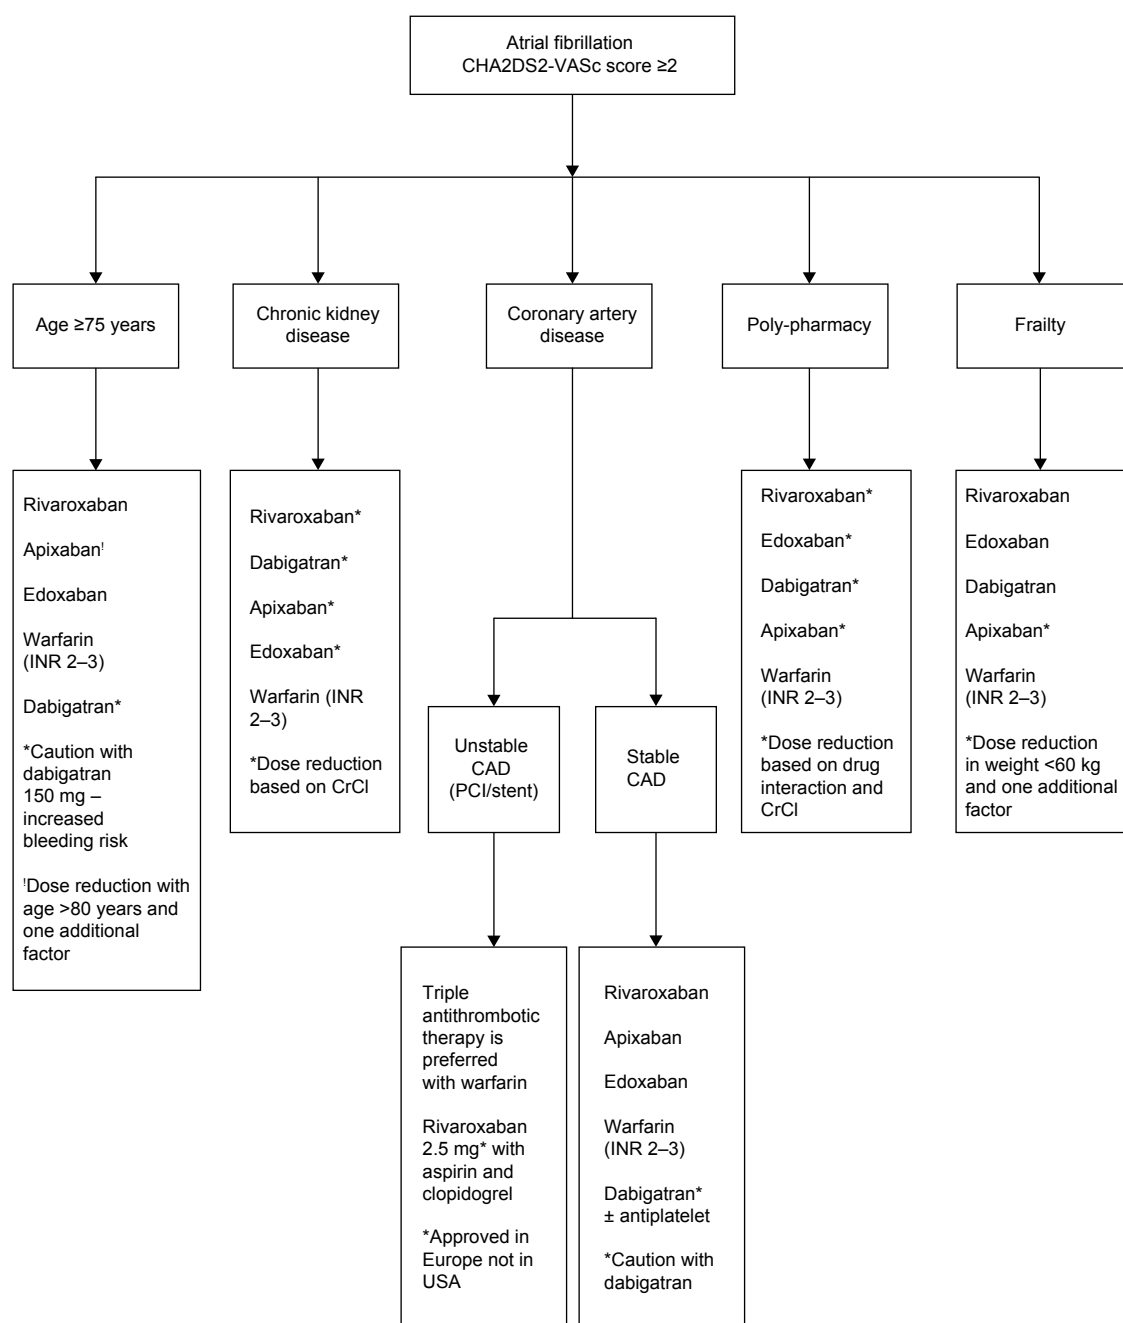 Atrial fibrillation
CHA2DS2-VASc score ≥2
Age ≥75 years
Chronic kidney
disease
Coronary artery
disease
Poly-pharmacy
Frailty
Rivaroxaban
Apixaban!
Edoxaban
Warfarin
(INR 2–3)
Dabigatran*
*Caution with
dabigatran
150 mg –
increased
bleeding risk
!Dose reduction with
age >80 years and
one additional
factor
Rivaroxaban*
Dabigatran*
Apixaban*
Edoxaban*
Warfarin (INR
2–3)
*Dose reduction
based on CrCl
Unstable
CAD
(PCI/stent)
Stable
CAD
Triple
antithrombotic
therapy is
preferred
with warfarin
Rivaroxaban
2.5 mg* with
aspirin and
clopidogrel
*Approved in
Europe not in
USA
Rivaroxaban
Apixaban
Edoxaban
Warfarin
(INR 2–3)
Dabigatran*
± antiplatelet
*Caution with
dabigatran
Rivaroxaban*
Edoxaban*
Dabigatran*
Apixaban*
Warfarin
(INR 2–3)
*Dose reduction
based on drug
interaction and
CrCl
Rivaroxaban
Edoxaban
Dabigatran
Apixaban*
Warfarin
(INR 2–3)
*Dose reduction
in weight <60 kg
and one additional
factor